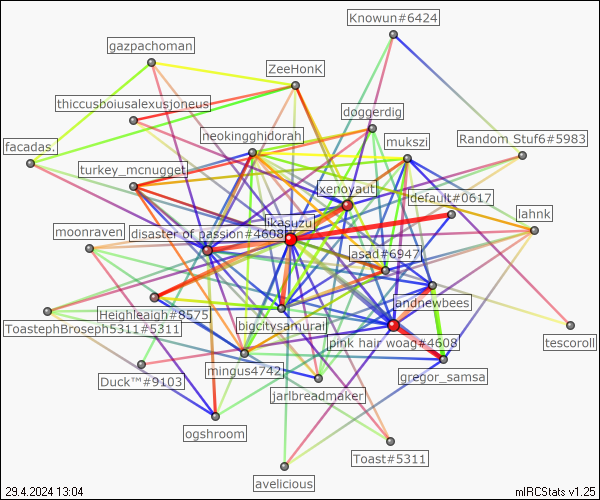 Knowun#6424
gazpachoman
ZeeHonK
thiccusboiusalexusjoneus
doggerdig
neokingghidorah
mukszi
Random Stuf6#5983
facadas.
turkey_mcnugget
xenoyaut
default#0617
likasuzu
lahnk
moonraven
disaster of passion#4608
asad#6947
Heighleaigh#8575
andnewbees
ToastephBroseph5311#5311
bigcitysamurai
pink hair woag#4608
tescoroll
Duck™#9103
mingus4742
gregor_samsa
jarlbreadmaker
ogshroom
Toast#5311
avelicious
29.4.2024 13:04
mIRCStats v1.25